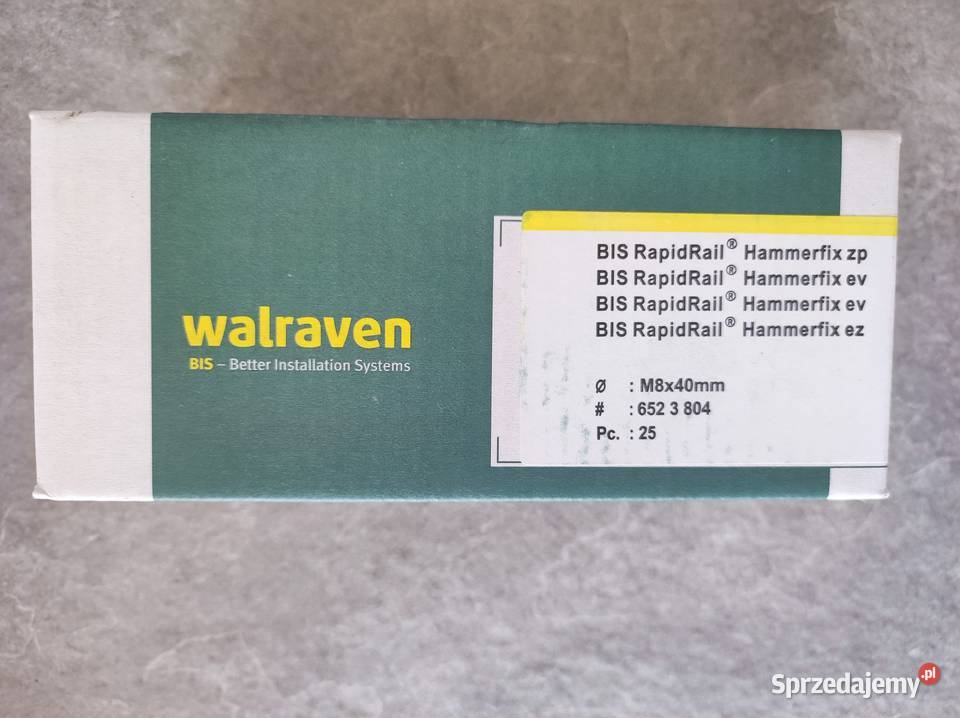 walraven
BIS – Better Installation Systems
BIS RapidRail® Hammerfix zp
BIS RapidRail® Hammerfix ev
BIS RapidRail® Hammerfix ev
BIS RapidRail® Hammerfix ez
Ø : M8x40mm
# : 652 3 804
Pc. : 25
Sprzedajemy.pl